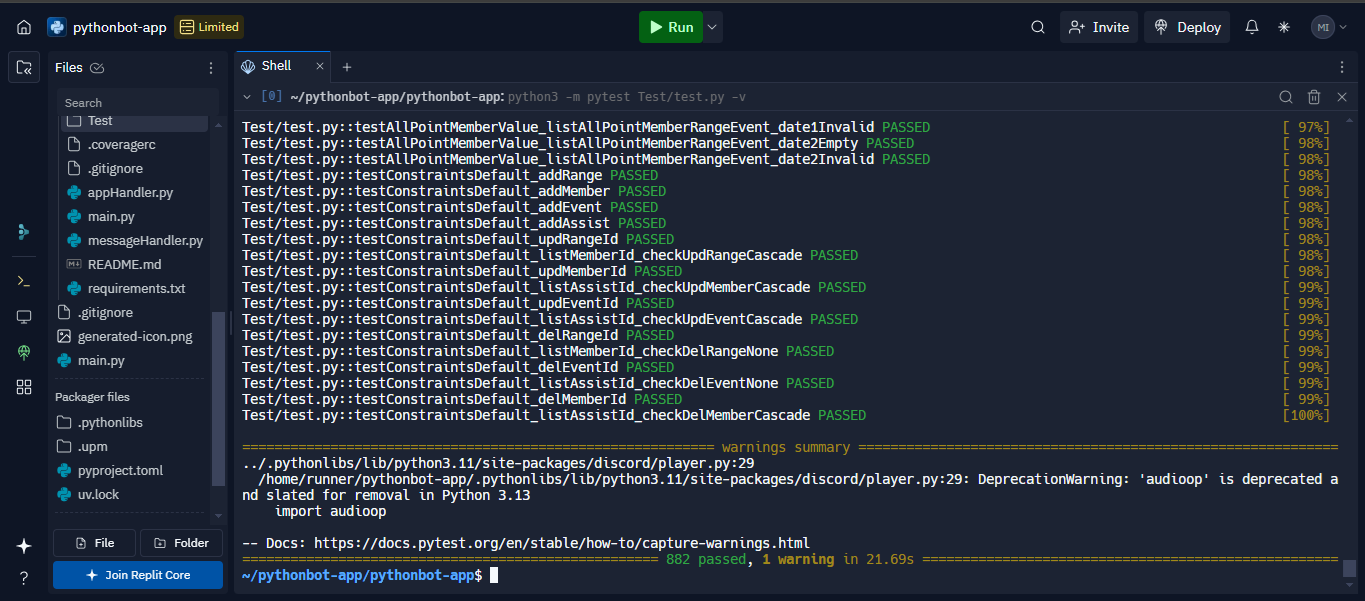 pythonbot-app Limited Run Invite Deploy MI
Files
Search
Test
.coveragerc
.gitignore
appHandler.py
main.py
messageHandler.py
README.md
requirements.txt
.gitignore
generated-icon.png
main.py
Packager files
.pythonlibs
.upm
pyproject.toml
uv.lock
File Folder
Join Replit Core
Shell
[0] ~/pythonbot-app/pythonbot-app: python3 -m pytest Test/test.py -v
Test/test.py::testAllPointMemberValue_listAllPointMemberRangeEvent_date1Invalid PASSED [ 97%]
Test/test.py::testAllPointMemberValue_listAllPointMemberRangeEvent_date2Empty PASSED [ 98%]
Test/test.py::testAllPointMemberValue_listAllPointMemberRangeEvent_date2Invalid PASSED [ 98%]
Test/test.py::testConstraintsDefault_addRange PASSED [ 98%]
Test/test.py::testConstraintsDefault_addMember PASSED [ 98%]
Test/test.py::testConstraintsDefault_addEvent PASSED [ 98%]
Test/test.py::testConstraintsDefault_addAssist PASSED [ 98%]
Test/test.py::testConstraintsDefault_updRangeId PASSED [ 98%]
Test/test.py::testConstraintsDefault_listMemberId_checkUpdRangeCascade PASSED [ 98%]
Test/test.py::testConstraintsDefault_updMemberId PASSED [ 98%]
Test/test.py::testConstraintsDefault_listAssistId_checkUpdMemberCascade PASSED [ 99%]
Test/test.py::testConstraintsDefault_updEventId PASSED [ 99%]
Test/test.py::testConstraintsDefault_listAssistId_checkUpdEventCascade PASSED [ 99%]
Test/test.py::testConstraintsDefault_delRangeId PASSED [ 99%]
Test/test.py::testConstraintsDefault_listMemberId_checkDelRangeNone PASSED [ 99%]
Test/test.py::testConstraintsDefault_delEventId PASSED [ 99%]
Test/test.py::testConstraintsDefault_listAssistId_checkDelEventNone PASSED [ 99%]
Test/test.py::testConstraintsDefault_delMemberId PASSED [ 99%]
Test/test.py::testConstraintsDefault_listAssistId_checkDelMemberCascade PASSED [100%]
=========================================================== warnings summary ============================================================
../.pythonlibs/lib/python3.11/site-packages/discord/player.py:29
/home/runner/pythonbot-app/.pythonlibs/lib/python3.11/site-packages/discord/player.py:29: DeprecationWarning: 'audioop' is deprecated a
nd slated for removal in Python 3.13
import audioop
-- Docs: https://docs.pytest.org/en/stable/how-to/capture-warnings.html
==================================================== 882 passed, 1 warning in 21.69s ====================================================
~/pythonbot-app/pythonbot-app$